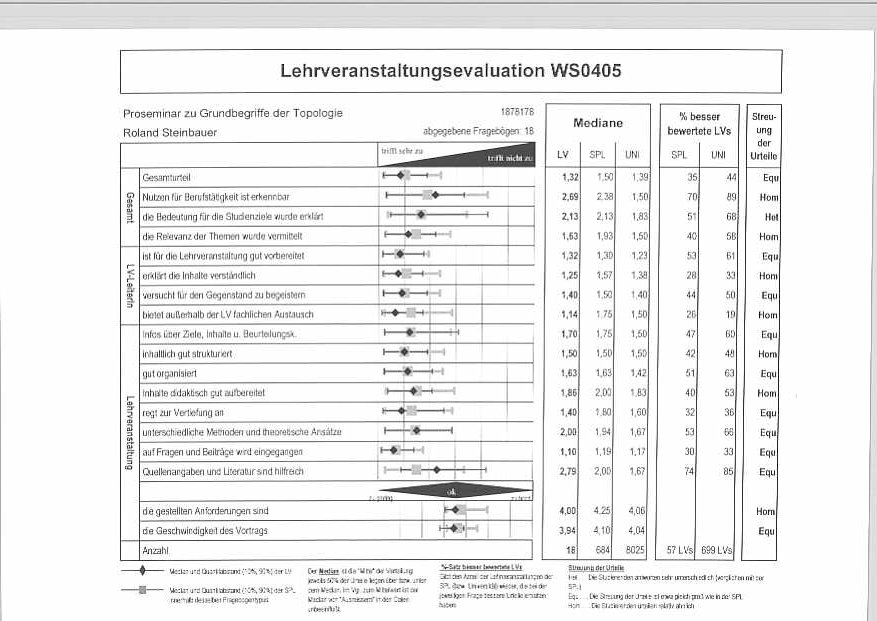 Lehrveranstaltungsevaluation WS0405
Proseminar zu Grundbegriffe der Topologie 1878178
Roland Steinbauer abgegebene Fragebögen: 18
Mediane % besser bewertete LVs Streu-ung der Urteile
trifft sehr zu trifft nicht zu LV SPL UNI SPL UNI
Gesamt
Gesamturteil 1,32 1,50 1,39 35 44 Equ
Nutzen für Berufstätigkeit ist erkennbar 2,69 2,38 1,50 70 89 Hom
die Bedeutung für die Studienziele wurde erklärt 2,13 2,13 1,83 51 68 Het
die Relevanz der Themen wurde vermittelt 1,63 1,93 1,50 40 58 Hom
LV-LeiterIn
ist für die Lehrveranstaltung gut vorbereitet 1,32 1,30 1,23 53 61 Equ
erklärt die Inhalte verständlich 1,25 1,57 1,38 28 33 Hom
versucht für den Gegenstand zu begeistern 1,40 1,50 1,40 44 50 Equ
bietet außerhalb der LV fachlichen Austausch 1,14 1,75 1,50 26 19 Hom
Lehrveranstaltung
Infos über Ziele, Inhalte u. Beurteilungsk. 1,70 1,75 1,50 47 60 Equ
inhaltlich gut strukturiert 1,50 1,50 1,50 42 48 Hom
gut organisiert 1,63 1,63 1,42 51 63 Equ
Inhalte didaktisch gut aufbereitet 1,86 2,00 1,83 40 53 Hom
regt zur Vertiefung an 1,40 1,80 1,60 32 36 Equ
unterschiedliche Methoden und theoretische Ansätze 2,00 1,94 1,67 53 66 Equ
auf Fragen und Beiträge wird eingegangen 1,10 1,19 1,17 30 33 Equ
Quellenangaben und Literatur sind hilfreich 2,79 2,00 1,67 74 85 Equ
ok
die gestellten Anforderungen sind 4,00 4,25 4,06 Hom
die Geschwindigkeit des Vortrags 3,94 4,10 4,04 Equ
Anzahl 18 684 8025 57 LVs 699 LVs
Median und Quantilabstand (10%, 90%) der LV
Median und Quantilabstand (10%, 90%) der SPL
innerhalb desselben Fragebogentypus
Der Median ist die "Mitte" der Verteilung
jeweils 50% der Urteile liegen über bzw. unter
dem Median. Im Vgl. zum Mittelwert ist der
Median von "Ausreissern" in den Daten
unbeeinflußt.
%-Satz besser bewertete LVs
Gibt den Anteil der Lehrveranstaltungen der
SPL bzw. Universität wieder, die bei der
jeweiligen Frage bessere Urteile erhalten
haben.
Streuung der Urteile
Het ... Die Studierenden antworten sehr unterschiedlich (verglichen mit der
SPL)
Equ ... Die Streuung der Urteile ist etwa gleich groß wie in der SPL
Hom ... Die Studierenden urteilen relativ ähnlich